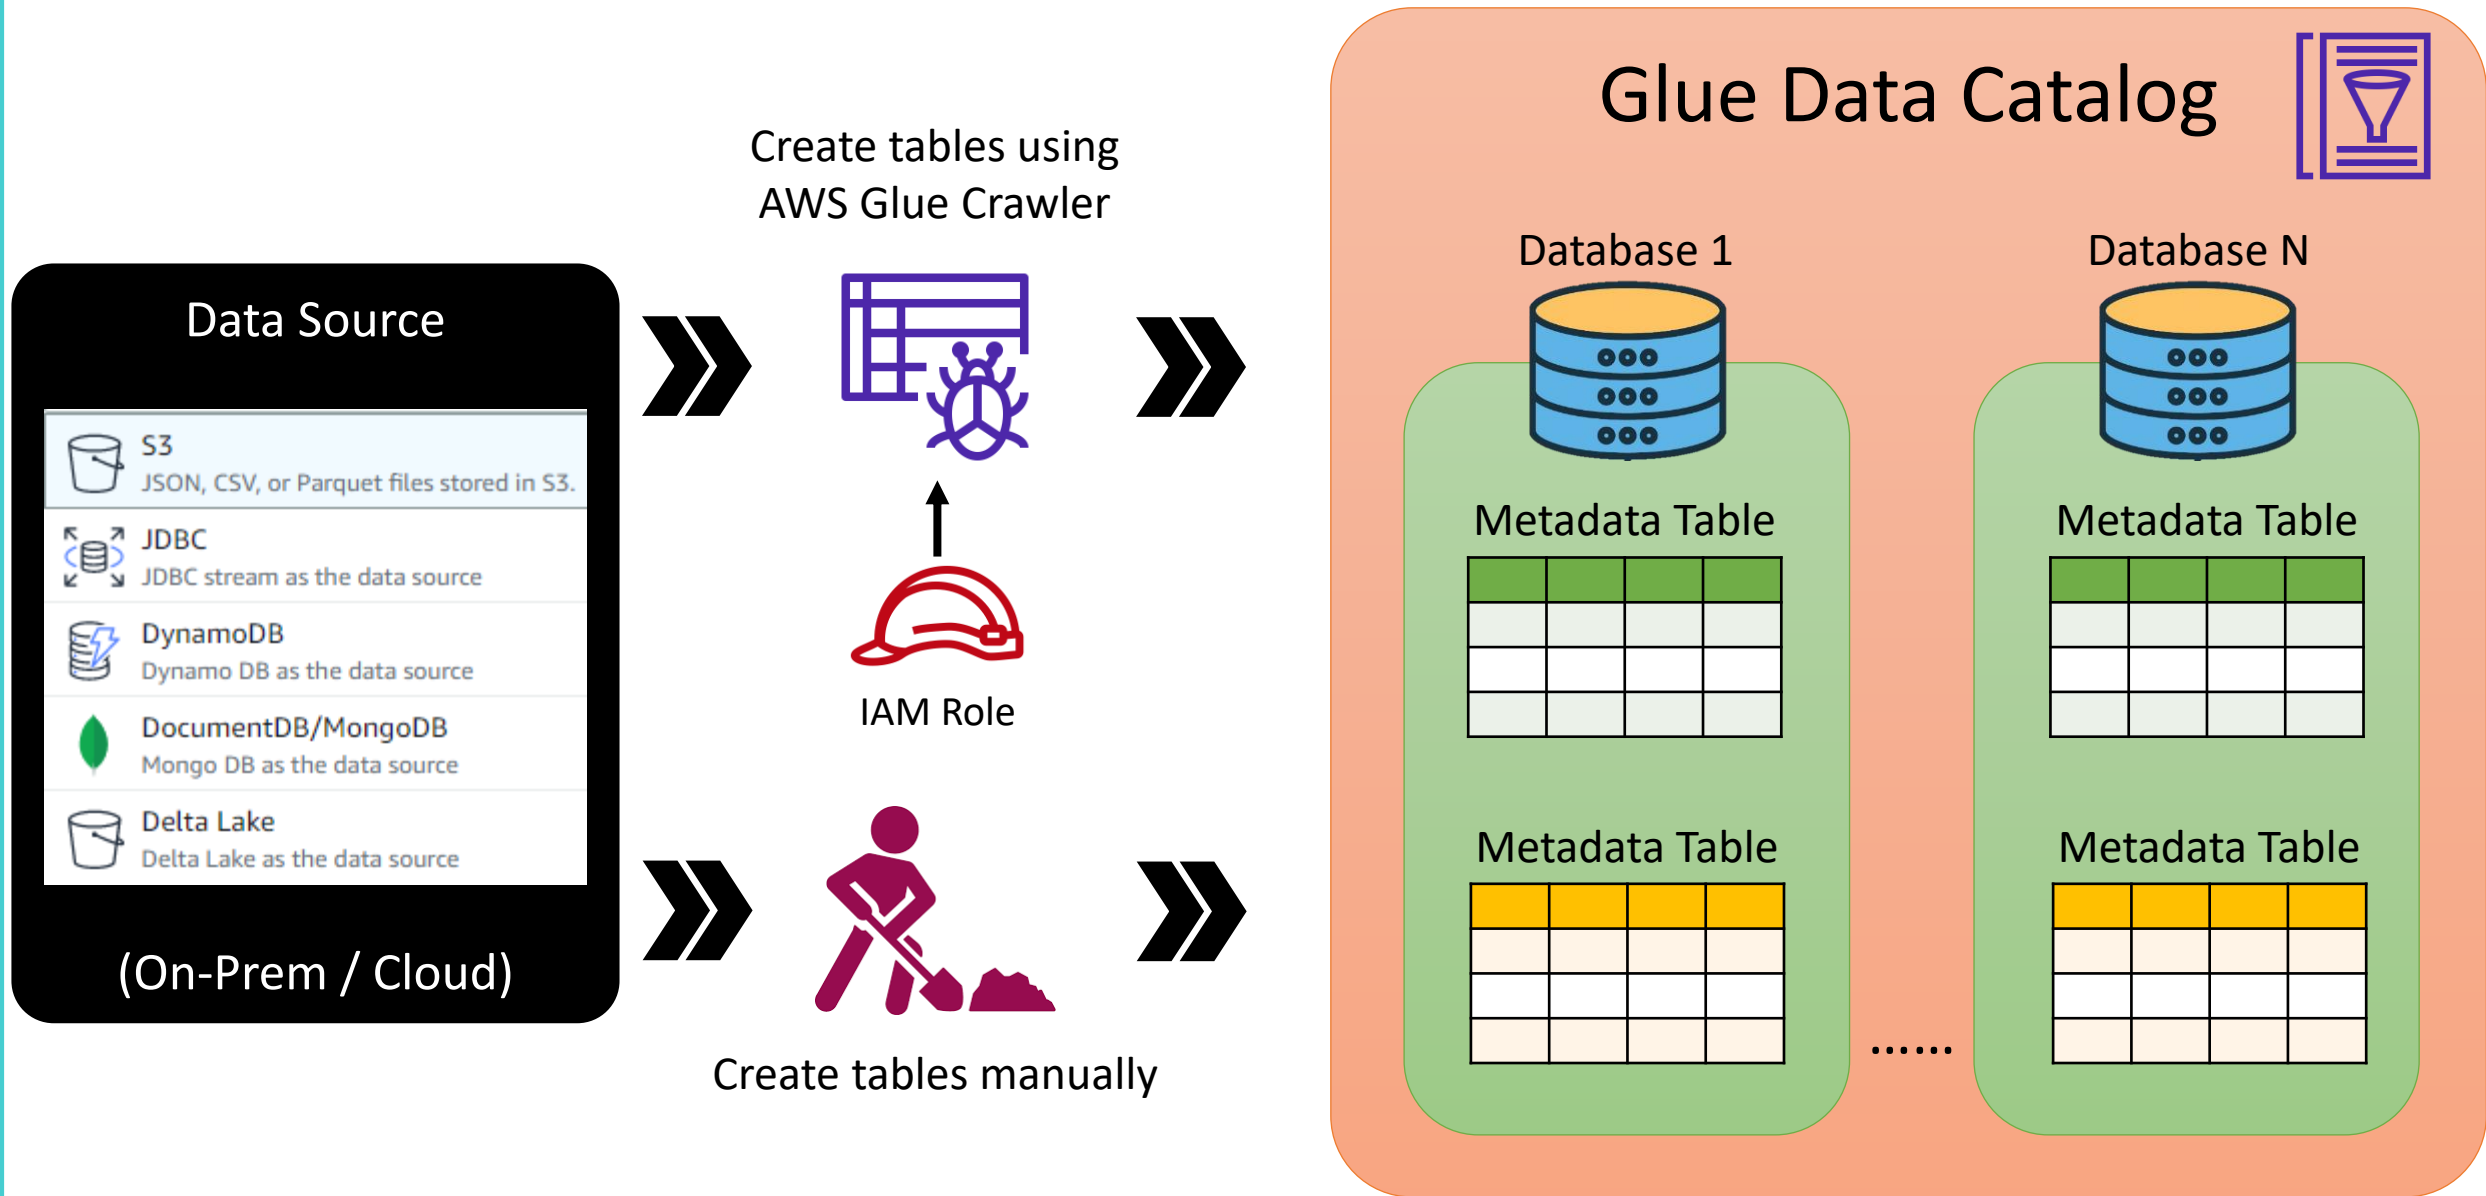 Data Source
S3
JSON, CSV, or Parquet files stored in S3.
JDBC
JDBC stream as the data source
DynamoDB
Dynamo DB as the data source
DocumentDB/MongoDB
Mongo DB as the data source
Delta Lake
Delta Lake as the data source
(On-Prem / Cloud)
Create tables using
AWS Glue Crawler
IAM Role
Create tables manually
Glue Data Catalog
Database 1
Metadata Table
Metadata Table
......
Database N
Metadata Table
Metadata Table